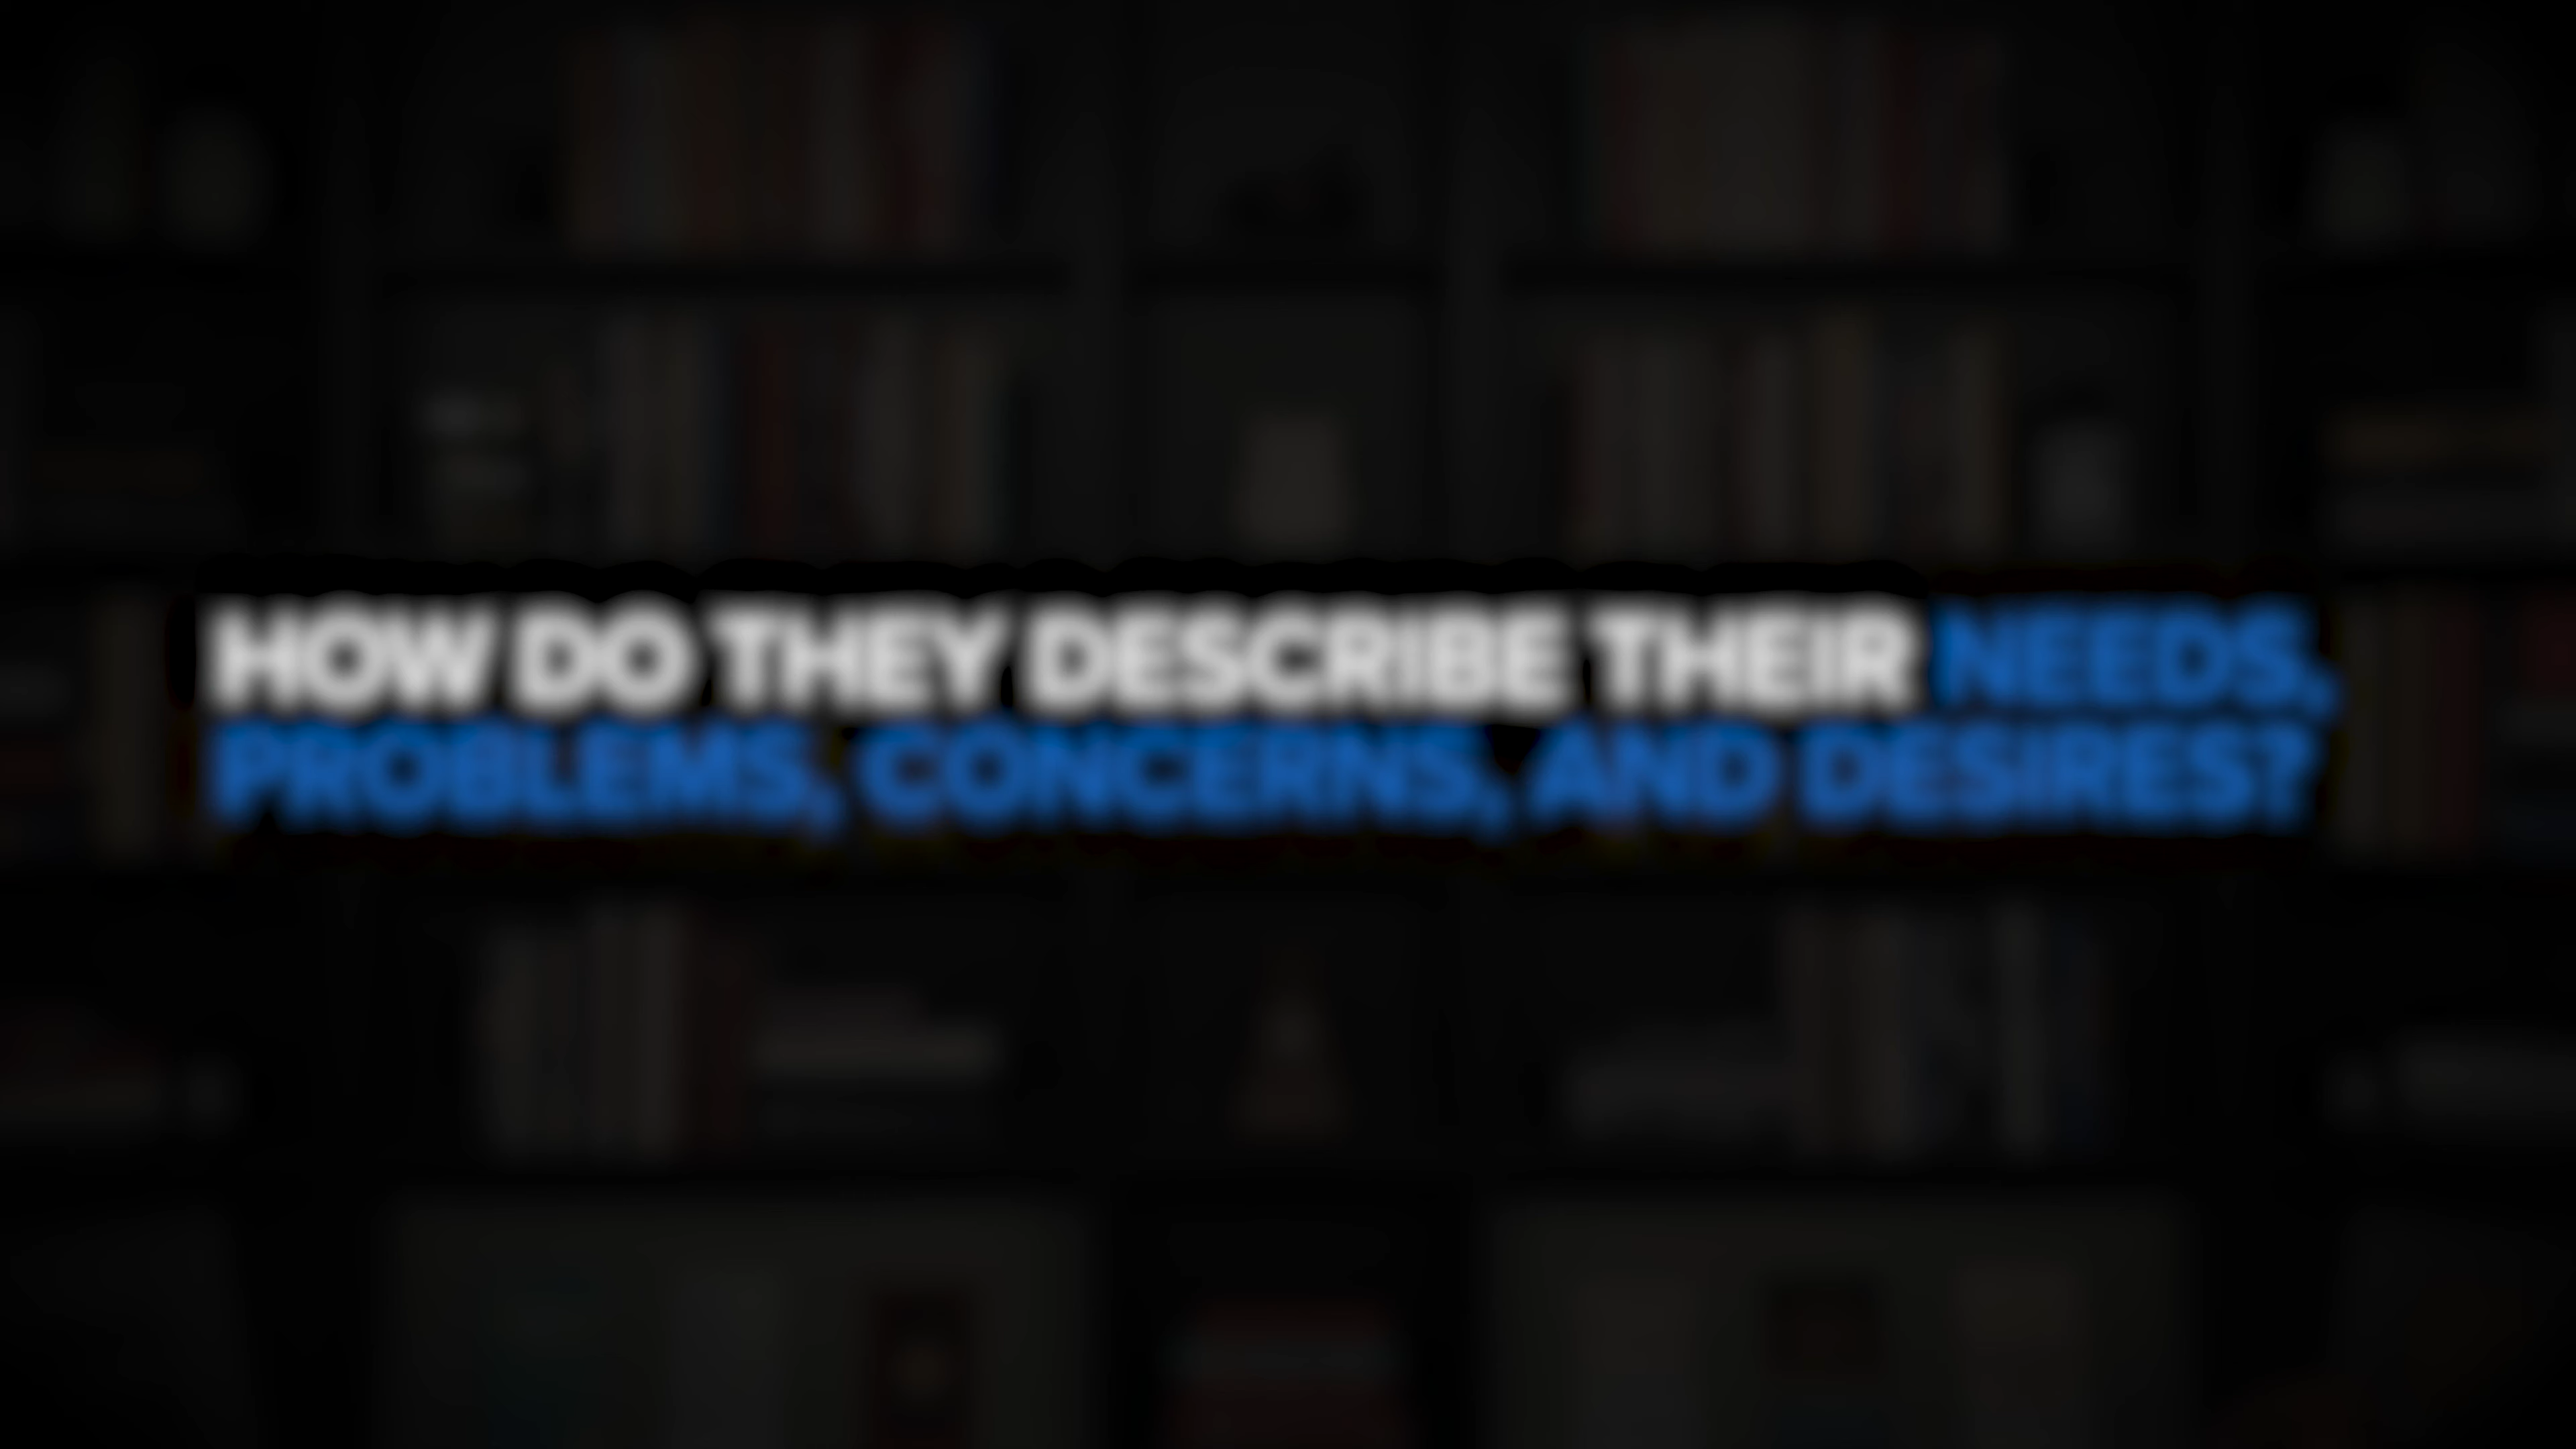 HOW DO THEY DESCRIBE THEIR NEEDS,
PROBLEMS, CONCERNS, AND DESIRES?